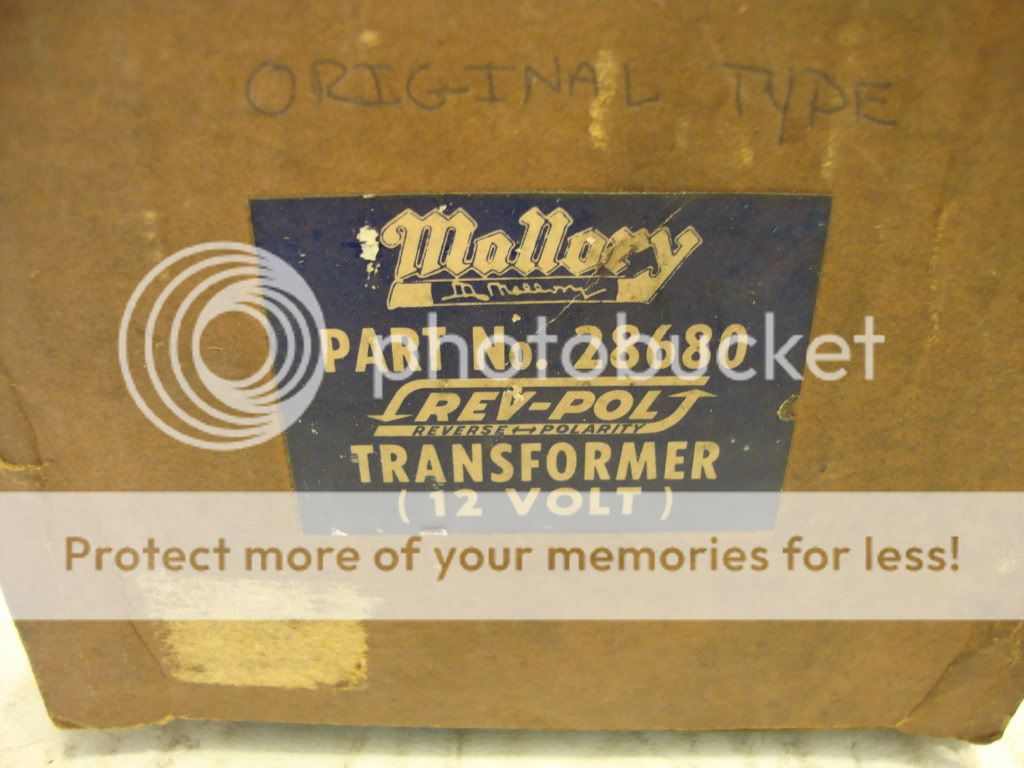 ORIGINAL TYPE
Mallory
Mallory
PART No. 28680
photobucket
REV-POL
REVERSE↔POLARITY
TRANSFORMER
(12 VOLT)
Protect more of your memories for less!